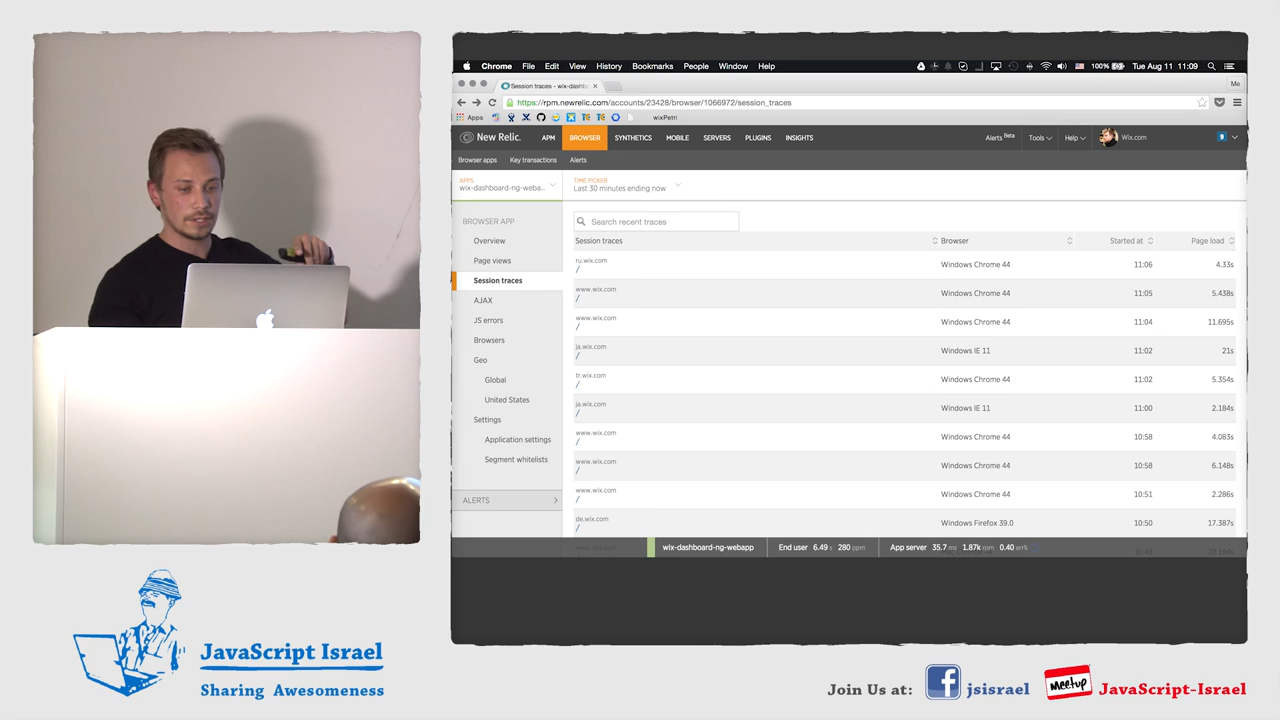 Chrome File Edit View History Bookmarks People Window Help 100% Tue Aug 11 11:09
Session traces - wix-dashb Me
https://rpm.newrelic.com/accounts/23428/browser/1066972/session_traces
Apps wixPetri
New Relic. APM BROWSER SYNTHETICS MOBILE SERVERS PLUGINS INSIGHTS Alerts Beta Tools Help Wix.com 9
Browser apps Key transactions Alerts
APPS
wix-dashboard-ng-weba...
TIME PICKER
Last 30 minutes ending now
BROWSER APP
Overview
Page views
Session traces
AJAX
JS errors
Browsers
Geo
Global
United States
Settings
Application settings
Segment whitelists
ALERTS
Search recent traces
Session traces Browser Started at Page load
ru.wix.com
/ Windows Chrome 44 11:06 4.33s
www.wix.com
/ Windows Chrome 44 11:05 5.438s
www.wix.com
/ Windows Chrome 44 11:04 11.695s
ja.wix.com
/ Windows IE 11 11:02 21s
tr.wix.com
/ Windows Chrome 44 11:02 5.354s
ja.wix.com
/ Windows IE 11 11:00 2.184s
www.wix.com
/ Windows Chrome 44 10:58 4.083s
www.wix.com
/ Windows Chrome 44 10:58 6.148s
www.wix.com
/ Windows Chrome 44 10:51 2.286s
de.wix.com
/ Windows Firefox 39.0 10:50 17.387s
wix-dashboard-ng-webapp End user 6.49 s 280 ppm App server 35.7 ms 1.87k rpm 0.40 err%
JavaScript Israel
Sharing Awesomeness
Join Us at: jsisrael Meetup JavaScript-Israel